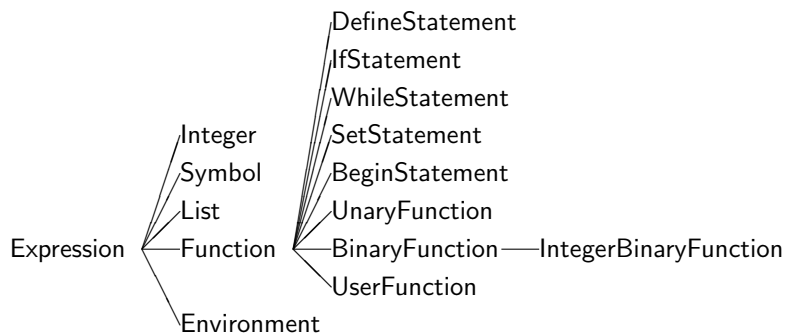 DefineStatement
IfStatement
WhileStatement
Integer SetStatement
Symbol BeginStatement
List UnaryFunction
Expression Function BinaryFunction IntegerBinaryFunction
UserFunction
Environment